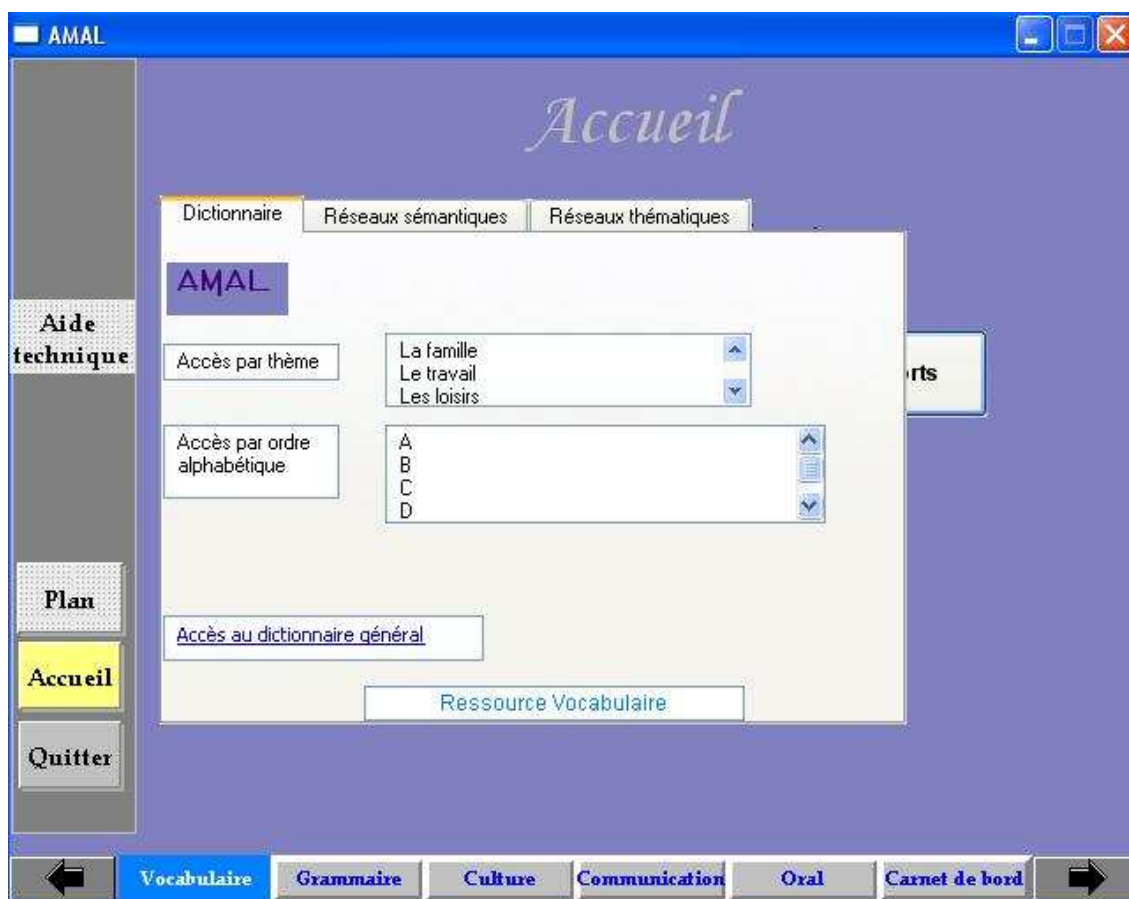 AMAL
Accueil
Dictionnaire
Réseaux sémantiques
Réseaux thématiques
AMAL
Aide
technique
Accès par thème
La famille
Le travail
Les loisirs
rts
Accès par ordre
alphabétique
A
B
C
D
Plan
Accès au dictionnaire général
Accueil
Ressource Vocabulaire
Quitter
Vocabulaire
Grammaire
Culture
Communication
Oral
Carnet de bord